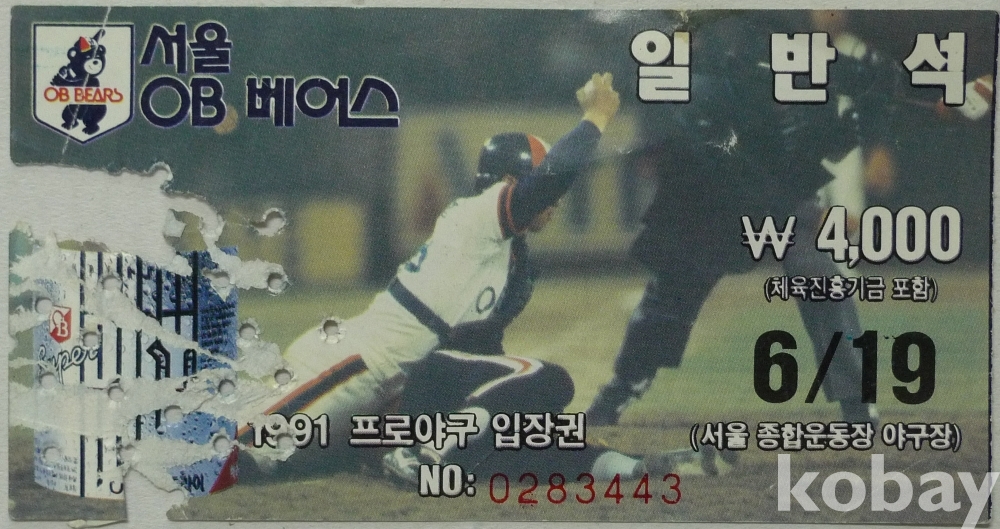 OB BEARS
서울
OB 베어스
일반석
₩ 4,000
(체육진흥기금 포함)
6/19
(서울 종합운동장 야구장)
OB
Super
1991 프로야구 입장권
NO: 0283443
kobay